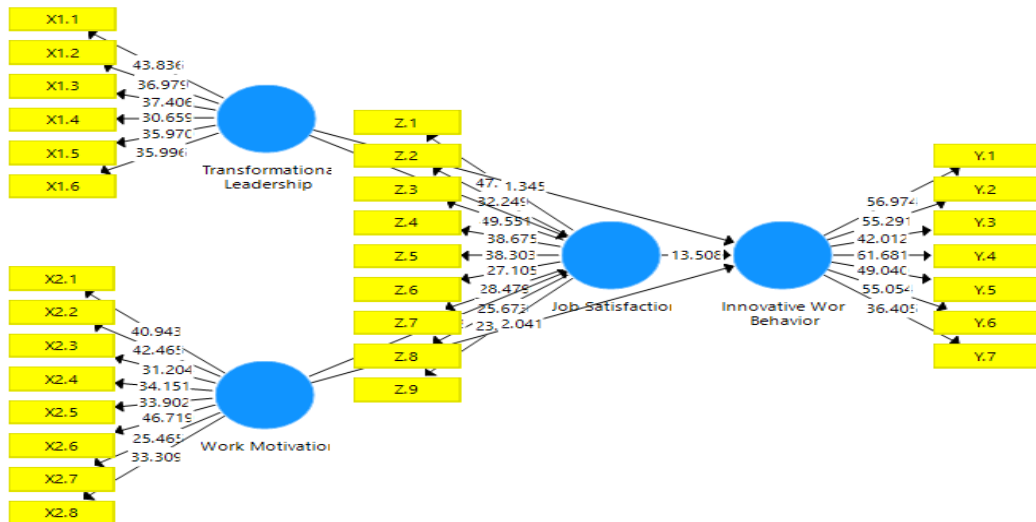 X1.1
X1.2
X1.3
X1.4
X1.5
X1.6
43.836
36.979
37.406
30.659
35.970
35.996
Transformationa
Leadership
X2.1
X2.2
X2.3
X2.4
X2.5
X2.6
X2.7
X2.8
40.943
42.465
31.204
34.151
33.902
46.719
25.465
33.309
Work Motivation
Z.1
Z.2
Z.3
Z.4
Z.5
Z.6
Z.7
Z.8
Z.9
47.
1.345
32.249
49.551
38.675
38.303
27.105
28.479
25.673
23.
2.041
Job Satisfaction
13.508
Innovative Wor
Behavior
56.974
55.291
42.012
61.681
49.040
55.054
36.405
Y.1
Y.2
Y.3
Y.4
Y.5
Y.6
Y.7